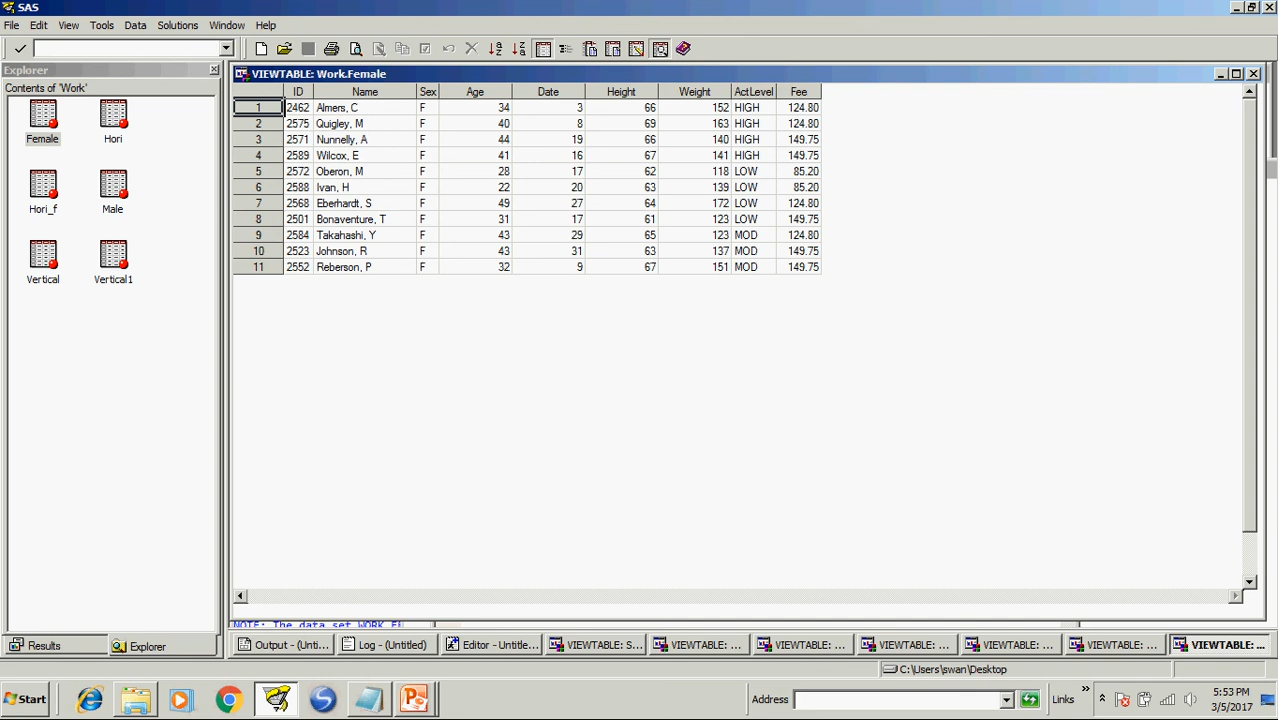 SAS
File Edit View Tools Data Solutions Window Help
Explorer
Contents of 'Work'
Female Hori
Hori_f Male
Vertical Vertical1
VIEWTABLE: Work.Female
ID Name Sex Age Date Height Weight ActLevel Fee
1 2462 Almers, C F 34 3 66 152 HIGH 124.80
2 2575 Quigley, M F 40 8 69 163 HIGH 124.80
3 2571 Nunnelly, A F 44 19 66 140 HIGH 149.75
4 2589 Wilcox, E F 41 16 67 141 HIGH 149.75
5 2572 Oberon, M F 28 17 62 118 LOW 85.20
6 2588 Ivan, H F 22 20 63 139 LOW 85.20
7 2568 Eberhardt, S F 49 27 64 172 LOW 124.80
8 2501 Bonaventure, T F 31 17 61 123 LOW 149.75
9 2584 Takahashi, Y F 43 29 65 123 MOD 124.80
10 2523 Johnson, R F 43 31 63 137 MOD 149.75
11 2552 Reberson, P F 32 9 67 151 MOD 149.75
NOTE: The data set WORK.
Results Explorer
Output - (Unti... Log - (Untitled) Editor - Untitle... VIEWTABLE: S... VIEWTABLE: ... VIEWTABLE: ... VIEWTABLE: ... VIEWTABLE: ... VIEWTABLE: ... VIEWTABLE: ...
C:\Users\swan\Desktop
Start Address Links » 5:53 PM
3/5/2017